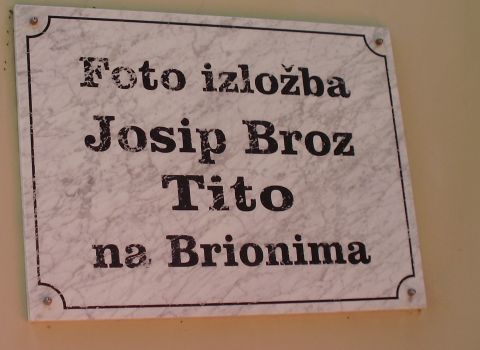 Foto izložba
Josip Broz
Tito
na Brionima